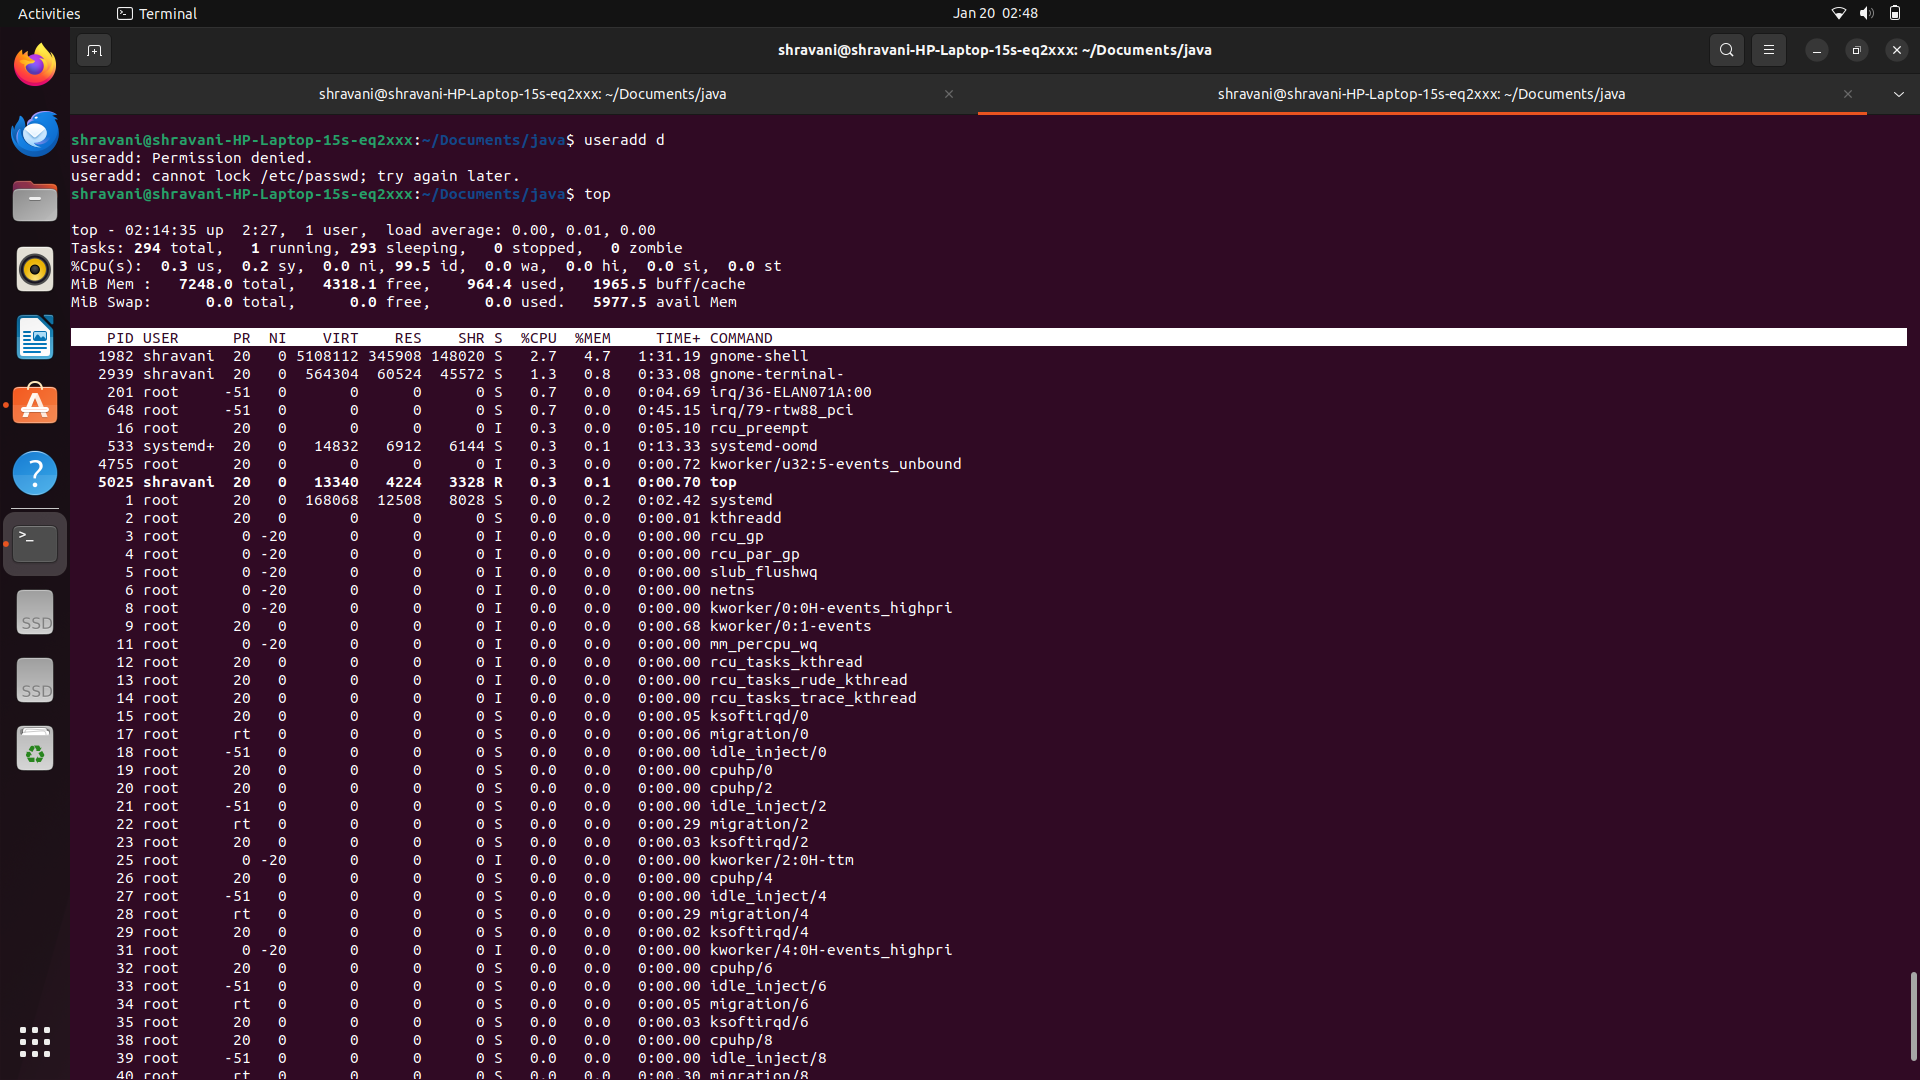 Activities Terminal Jan 20 02:48
shravani@shravani-HP-Laptop-15s-eq2xxx: ~/Documents/java
shravani@shravani-HP-Laptop-15s-eq2xxx: ~/Documents/java shravani@shravani-HP-Laptop-15s-eq2xxx: ~/Documents/java
shravani@shravani-HP-Laptop-15s-eq2xxx:~/Documents/java$ useradd d
useradd: Permission denied.
useradd: cannot lock /etc/passwd; try again later.
shravani@shravani-HP-Laptop-15s-eq2xxx:~/Documents/java$ top
top - 02:14:35 up  2:27,  1 user,  load average: 0.00, 0.01, 0.00
Tasks: 294 total,   1 running, 293 sleeping,   0 stopped,   0 zombie
%Cpu(s):  0.3 us,  0.2 sy,  0.0 ni, 99.5 id,  0.0 wa,  0.0 hi,  0.0 si,  0.0 st
MiB Mem :   7248.0 total,   4318.1 free,    964.4 used,   1965.5 buff/cache
MiB Swap:      0.0 total,      0.0 free,      0.0 used.   5977.5 avail Mem
PID USER PR NI VIRT RES SHR S %CPU %MEM TIME+ COMMAND
1982 shravani 20 0 5108112 345908 148020 S 2.7 4.7 1:31.19 gnome-shell
2939 shravani 20 0 564304 60524 45572 S 1.3 0.8 0:33.08 gnome-terminal-
201 root -51 0 0 0 0 S 0.7 0.0 0:04.69 irq/36-ELAN071A:00
648 root -51 0 0 0 0 S 0.7 0.0 0:45.15 irq/79-rtw88_pci
16 root 20 0 0 0 0 I 0.3 0.0 0:05.10 rcu_preempt
533 systemd+ 20 0 14832 6912 6144 S 0.3 0.1 0:13.33 systemd-oomd
4755 root 20 0 0 0 0 I 0.3 0.0 0:00.72 kworker/u32:5-events_unbound
5025 shravani 20 0 13340 4224 3328 R 0.3 0.1 0:00.70 top
1 root 20 0 168068 12508 8028 S 0.0 0.2 0:02.42 systemd
2 root 20 0 0 0 0 S 0.0 0.0 0:00.01 kthreadd
3 root 0 -20 0 0 0 I 0.0 0.0 0:00.00 rcu_gp
4 root 0 -20 0 0 0 I 0.0 0.0 0:00.00 rcu_par_gp
5 root 0 -20 0 0 0 I 0.0 0.0 0:00.00 slub_flushwq
6 root 0 -20 0 0 0 I 0.0 0.0 0:00.00 netns
8 root 0 -20 0 0 0 I 0.0 0.0 0:00.00 kworker/0:0H-events_highpri
9 root 20 0 0 0 0 I 0.0 0.0 0:00.68 kworker/0:1-events
11 root 0 -20 0 0 0 I 0.0 0.0 0:00.00 mm_percpu_wq
12 root 20 0 0 0 0 I 0.0 0.0 0:00.00 rcu_tasks_kthread
13 root 20 0 0 0 0 I 0.0 0.0 0:00.00 rcu_tasks_rude_kthread
14 root 20 0 0 0 0 I 0.0 0.0 0:00.00 rcu_tasks_trace_kthread
15 root 20 0 0 0 0 S 0.0 0.0 0:00.05 ksoftirqd/0
17 root rt 0 0 0 0 S 0.0 0.0 0:00.06 migration/0
18 root -51 0 0 0 0 S 0.0 0.0 0:00.00 idle_inject/0
19 root 20 0 0 0 0 S 0.0 0.0 0:00.00 cpuhp/0
20 root 20 0 0 0 0 S 0.0 0.0 0:00.00 cpuhp/2
21 root -51 0 0 0 0 S 0.0 0.0 0:00.00 idle_inject/2
22 root rt 0 0 0 0 S 0.0 0.0 0:00.29 migration/2
23 root 20 0 0 0 0 S 0.0 0.0 0:00.03 ksoftirqd/2
25 root 0 -20 0 0 0 I 0.0 0.0 0:00.00 kworker/2:0H-ttm
26 root 20 0 0 0 0 S 0.0 0.0 0:00.00 cpuhp/4
27 root -51 0 0 0 0 S 0.0 0.0 0:00.00 idle_inject/4
28 root rt 0 0 0 0 S 0.0 0.0 0:00.29 migration/4
29 root 20 0 0 0 0 S 0.0 0.0 0:00.02 ksoftirqd/4
31 root 0 -20 0 0 0 I 0.0 0.0 0:00.00 kworker/4:0H-events_highpri
32 root 20 0 0 0 0 S 0.0 0.0 0:00.00 cpuhp/6
33 root -51 0 0 0 0 S 0.0 0.0 0:00.00 idle_inject/6
34 root rt 0 0 0 0 S 0.0 0.0 0:00.05 migration/6
35 root 20 0 0 0 0 S 0.0 0.0 0:00.03 ksoftirqd/6
38 root 20 0 0 0 0 S 0.0 0.0 0:00.00 cpuhp/8
39 root -51 0 0 0 0 S 0.0 0.0 0:00.00 idle_inject/8
40 root rt 0 0 0 0 S 0.0 0.0 0:00.30 migration/8
SSD
SSD